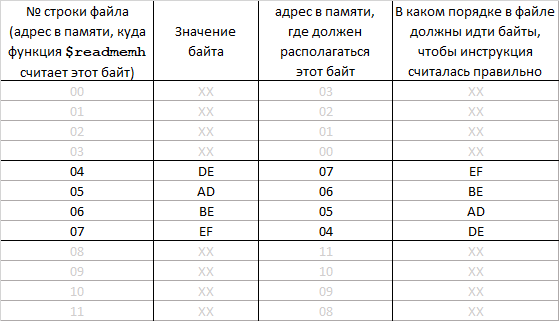 № строки файла
(адрес в памяти, куда
функция $readmemh
считает этот байт)
Значение
байта
адрес в памяти,
где должен
располагаться
этот байт
В каком порядке в файле
должны идти байты,
чтобы инструкция
считалась правильно
00 XX 03 XX
01 XX 02 XX
02 XX 01 XX
03 XX 00 XX
04 DE 07 EF
05 AD 06 BE
06 BE 05 AD
07 EF 04 DE
08 XX 11 XX
09 XX 10 XX
10 XX 09 XX
11 XX 08 XX